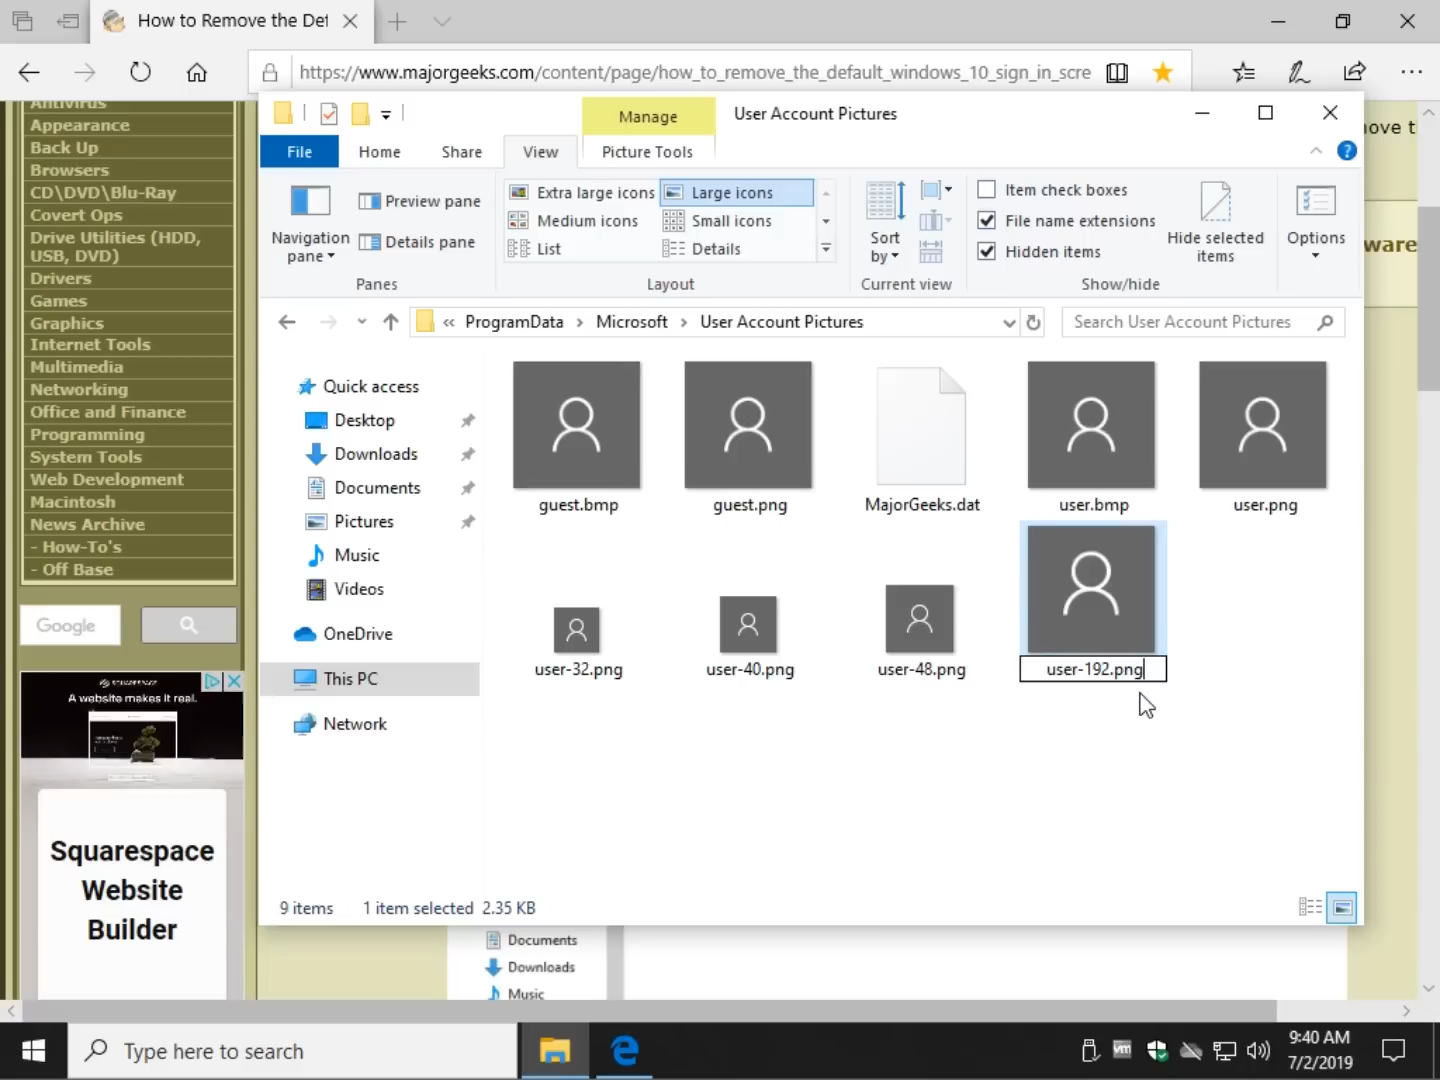 How to Remove the Def
https://www.majorgeeks.com/content/page/how_to_remove_the_default_windows_10_sign_in_scre
Antivirus
Appearance
Back Up
Browsers
CD\DVD\Blu-Ray
Covert Ops
Drive Utilities (HDD,
USB, DVD)
Drivers
Games
Graphics
Internet Tools
Multimedia
Networking
Office and Finance
Programming
System Tools
Web Development
Macintosh
News Archive
- How-To's
- Off Base
Google
SQUARESPACE
A website makes it real.
Squarespace
Website
Builder
ove t
ware
Manage
User Account Pictures
File
Home
Share
View
Picture Tools
Navigation
pane
Preview pane
Details pane
Panes
Extra large icons
Large icons
Medium icons
Small icons
List
Details
Layout
Sort
by
Current view
Item check boxes
File name extensions
Hidden items
Hide selected
items
Show/hide
Options
« ProgramData › Microsoft › User Account Pictures
Search User Account Pictures
Quick access
Desktop
Downloads
Documents
Pictures
Music
Videos
OneDrive
This PC
Network
guest.bmp
guest.png
MajorGeeks.dat
user.bmp
user.png
user-32.png
user-40.png
user-48.png
user-192.png
9 items
1 item selected 2.35 KB
Documents
Downloads
Music
Type here to search
vm
9:40 AM
7/2/2019